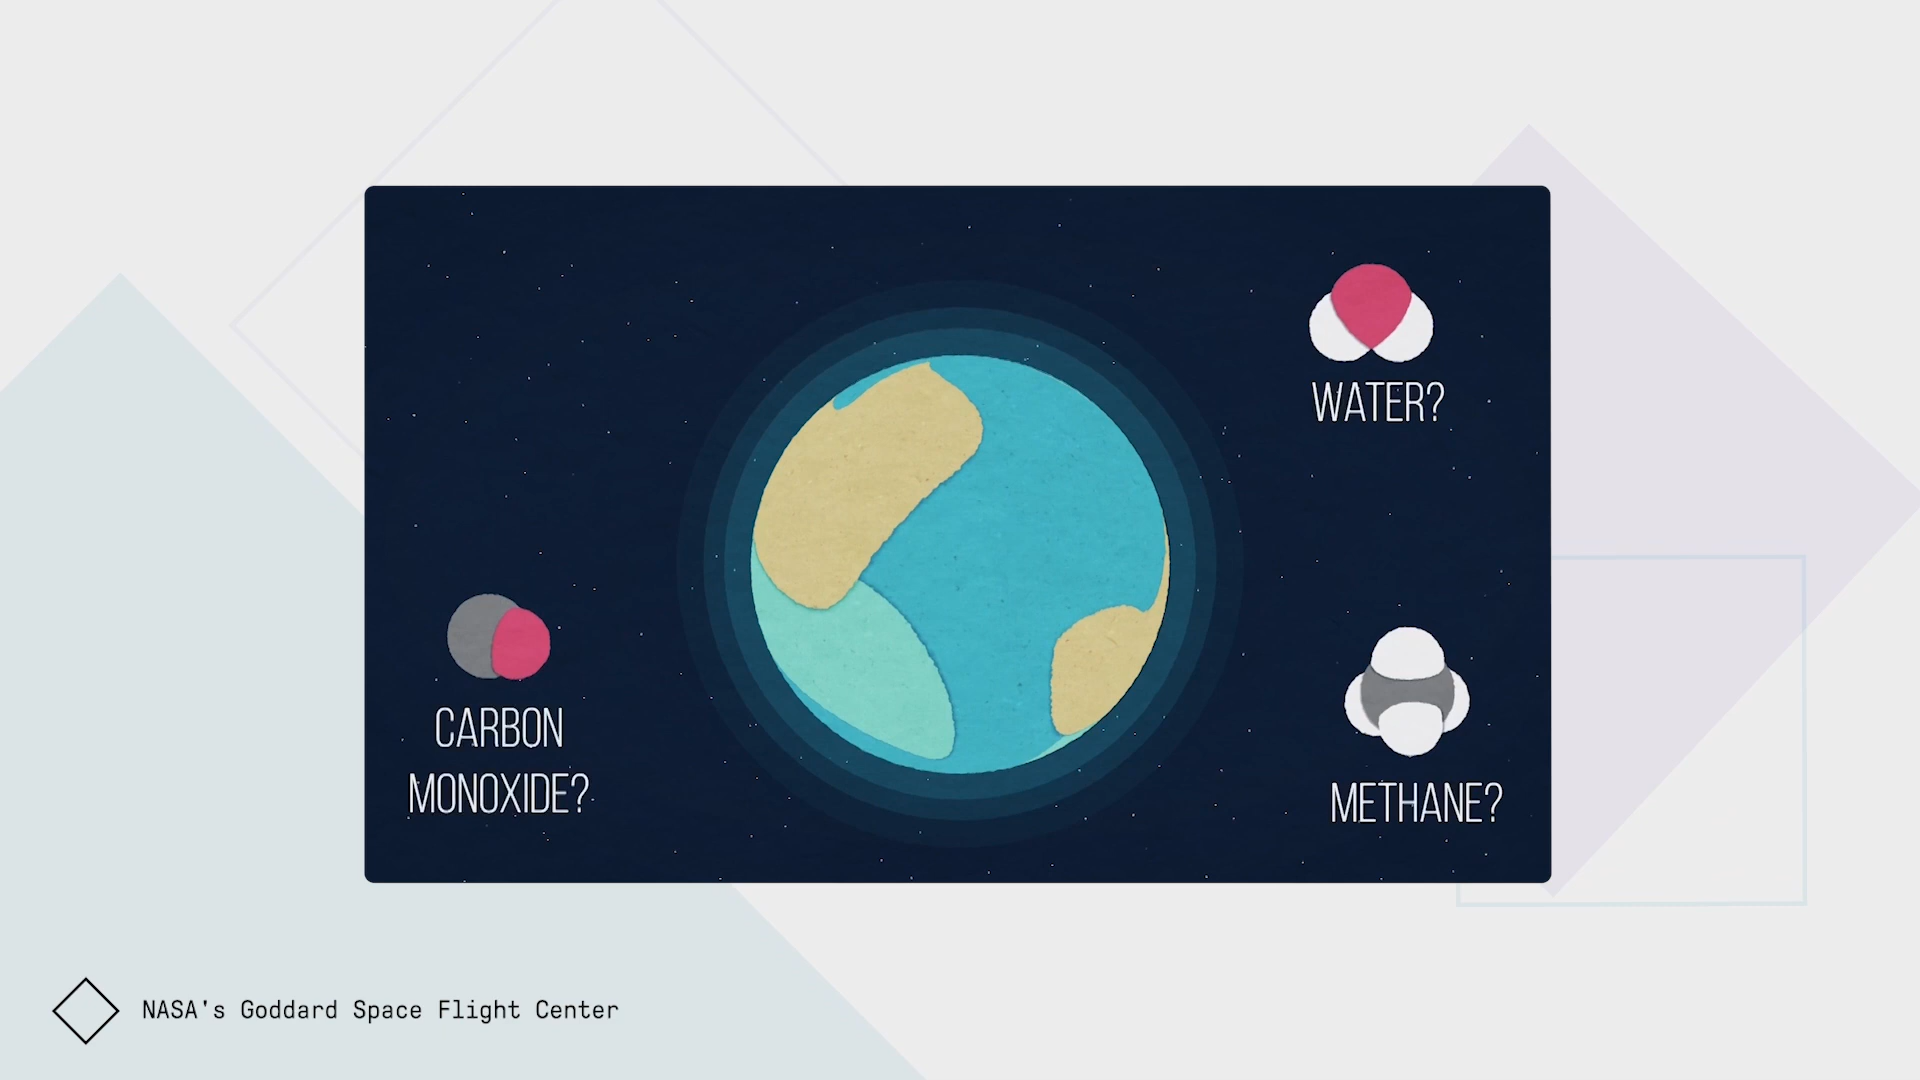 WATER?
CARBON
MONOXIDE?
METHANE?
NASA's Goddard Space Flight Center